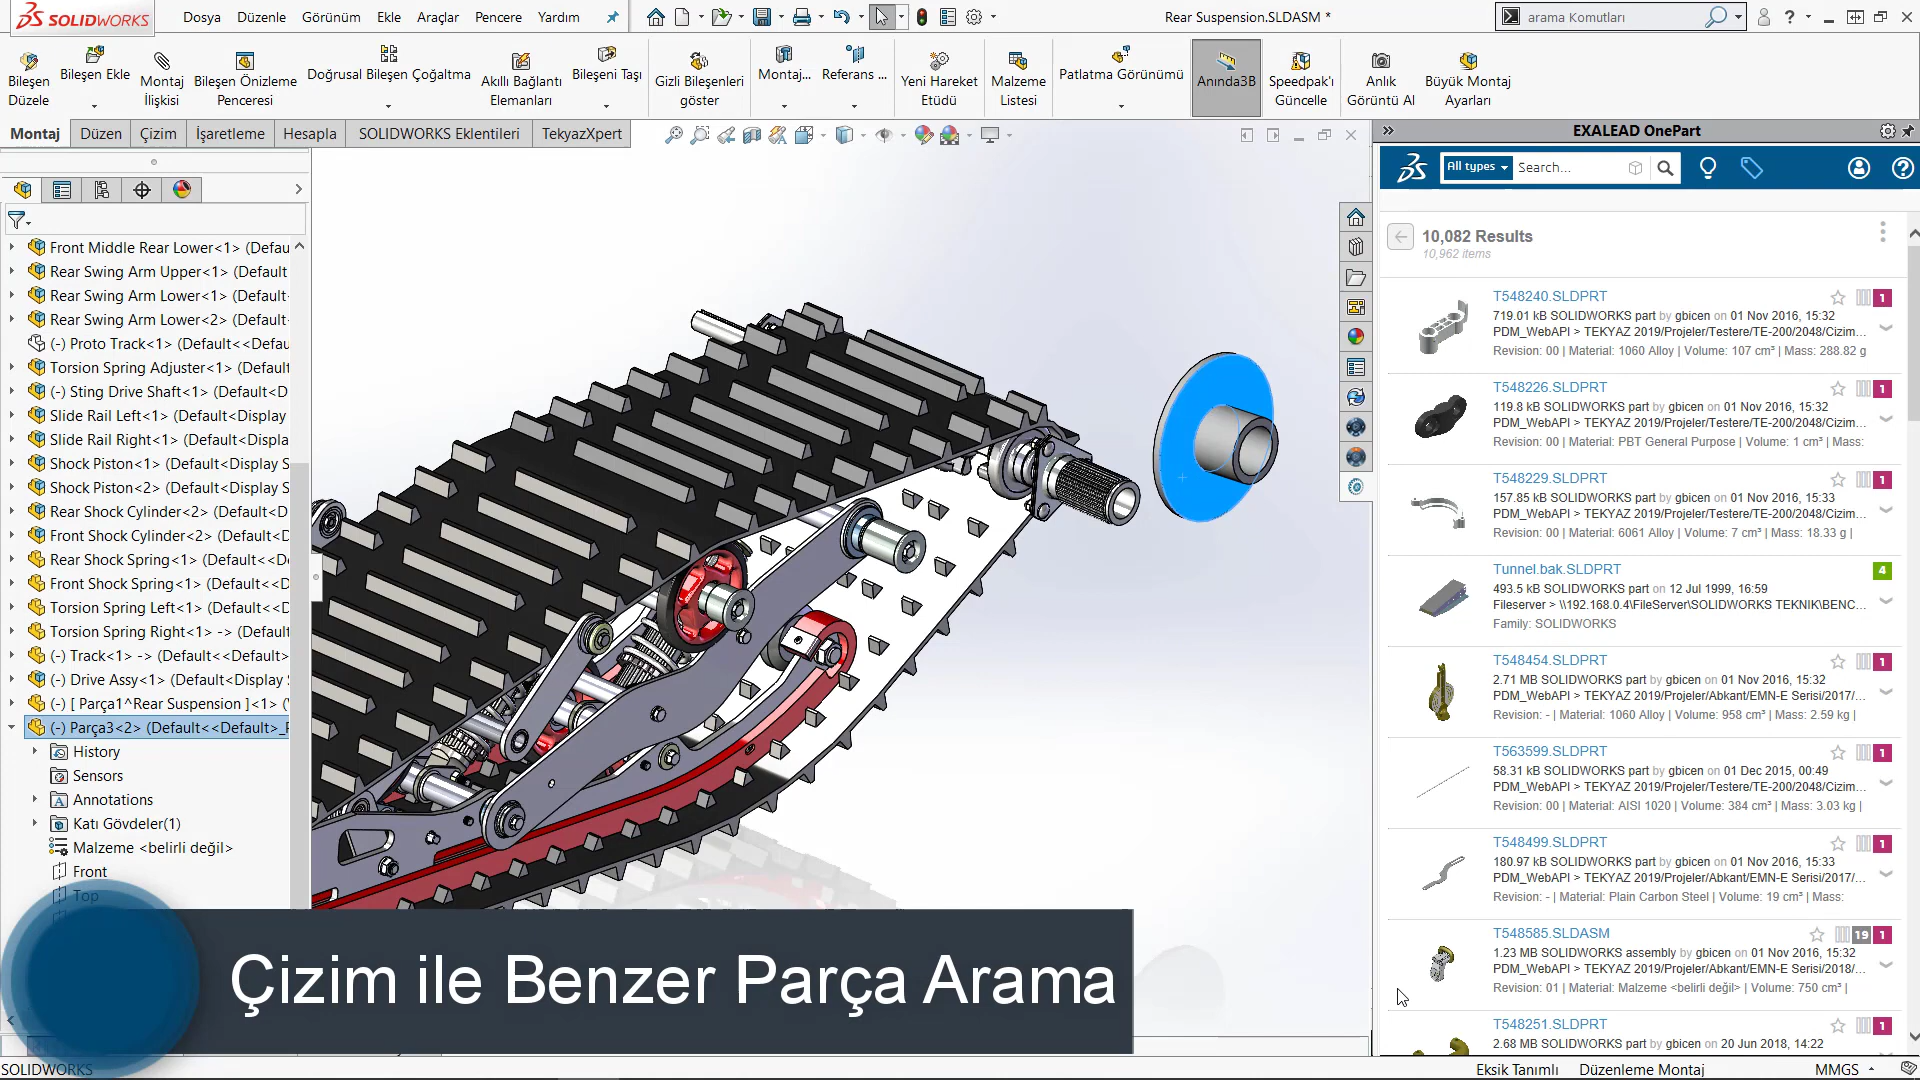 SOLIDWORKS
Dosya Düzenle Görünüm Ekle Araçlar Pencere Yardım
Rear Suspension.SLDASM *
arama Komutları
Bileşen Düzele
Bileşen Ekle
Montaj İlişkisi
Bileşen Önizleme Penceresi
Doğrusal Bileşen Çoğaltma
Akıllı Bağlantı Elemanları
Bileşeni Taşı
Gizli Bileşenleri göster
Montaj...
Referans ...
Yeni Hareket Etüdü
Malzeme Listesi
Patlatma Görünümü
Anında3B
Speedpak'ı Güncelle
Anlık Görüntü Al
Büyük Montaj Ayarları
Montaj Düzen Çizim İşaretleme Hesapla SOLIDWORKS Eklentileri TekyazXpert
Front Middle Rear Lower<1> (Defau
Rear Swing Arm Upper<1> (Default
Rear Swing Arm Lower<1> (Default-
Rear Swing Arm Lower<2> (Default-
(-) Proto Track<1> (Default<<Defau
Torsion Spring Adjuster<1> (Default
(-) Sting Drive Shaft<1> (Default<D
Slide Rail Left<1> (Default<Display
Slide Rail Right<1> (Default<Displa
Shock Piston<1> (Default<Display S
Shock Piston<2> (Default<Display S
Rear Shock Cylinder<2> (Default<D
Front Shock Cylinder<2> (Default<D
Rear Shock Spring<1> (Default<<D
Front Shock Spring<1> (Default<<D
Torsion Spring Left<1> (Default<<D
Torsion Spring Right<1> -> (Default
(-) Track<1> -> (Default<<Default>
(-) Drive Assy<1> (Default<Display
(-) [ Parça1^Rear Suspension ]<1> (
(-) Parça3<2> (Default<<Default>_F
History
Sensors
Annotations
Katı Gövdeler(1)
Malzeme <belirli değil>
Front
Top
EXALEAD OnePart
All types
Search...
10,082 Results
10,962 items
T548240.SLDPRT 1
719.01 kB SOLIDWORKS part by gbicen on 01 Nov 2016, 15:32
PDM_WebAPI > TEKYAZ 2019/Projeler/Testere/TE-200/2048/Cizim...
Revision: 00 | Material: 1060 Alloy | Volume: 107 cm³ | Mass: 288.82 g
T548226.SLDPRT 1
119.8 kB SOLIDWORKS part by gbicen on 01 Nov 2016, 15:32
PDM_WebAPI > TEKYAZ 2019/Projeler/Testere/TE-200/2048/Cizim...
Revision: 00 | Material: PBT General Purpose | Volume: 1 cm³ | Mass:
T548229.SLDPRT 1
157.85 kB SOLIDWORKS part by gbicen on 01 Nov 2016, 15:33
PDM_WebAPI > TEKYAZ 2019/Projeler/Testere/TE-200/2048/Cizim...
Revision: 00 | Material: 6061 Alloy | Volume: 7 cm³ | Mass: 18.33 g |
Tunnel.bak.SLDPRT 4
493.5 kB SOLIDWORKS part on 12 Jul 1999, 16:59
Fileserver > \\192.168.0.4\FileServer\SOLIDWORKS TEKNIK\BENC...
Family: SOLIDWORKS
T548454.SLDPRT 1
2.71 MB SOLIDWORKS part by gbicen on 01 Nov 2016, 15:32
PDM_WebAPI > TEKYAZ 2019/Projeler/Abkant/EMN-E Serisi/2017/...
Revision: - | Material: 1060 Alloy | Volume: 958 cm³ | Mass: 2.59 kg |
T563599.SLDPRT 1
58.31 kB SOLIDWORKS part by gbicen on 01 Dec 2015, 00:49
PDM_WebAPI > TEKYAZ 2019/Projeler/Testere/TE-200/2048/Cizim...
Revision: 00 | Material: AISI 1020 | Volume: 384 cm³ | Mass: 3.03 kg |
T548499.SLDPRT 1
180.97 kB SOLIDWORKS part by gbicen on 01 Nov 2016, 15:33
PDM_WebAPI > TEKYAZ 2019/Projeler/Abkant/EMN-E Serisi/2017/...
Revision: - | Material: Plain Carbon Steel | Volume: 19 cm³ | Mass:
T548585.SLDASM 19 1
1.23 MB SOLIDWORKS assembly by gbicen on 01 Nov 2016, 15:32
PDM_WebAPI > TEKYAZ 2019/Projeler/Abkant/EMN-E Serisi/2018/...
Revision: 01 | Material: Malzeme <belirli değil> | Volume: 750 cm³ |
T548251.SLDPRT 1
2.68 MB SOLIDWORKS part by gbicen on 20 Jun 2018, 14:22
Çizim ile Benzer Parça Arama
SOLIDWORKS
Eksik Tanımlı Düzenleme Montaj MMGS